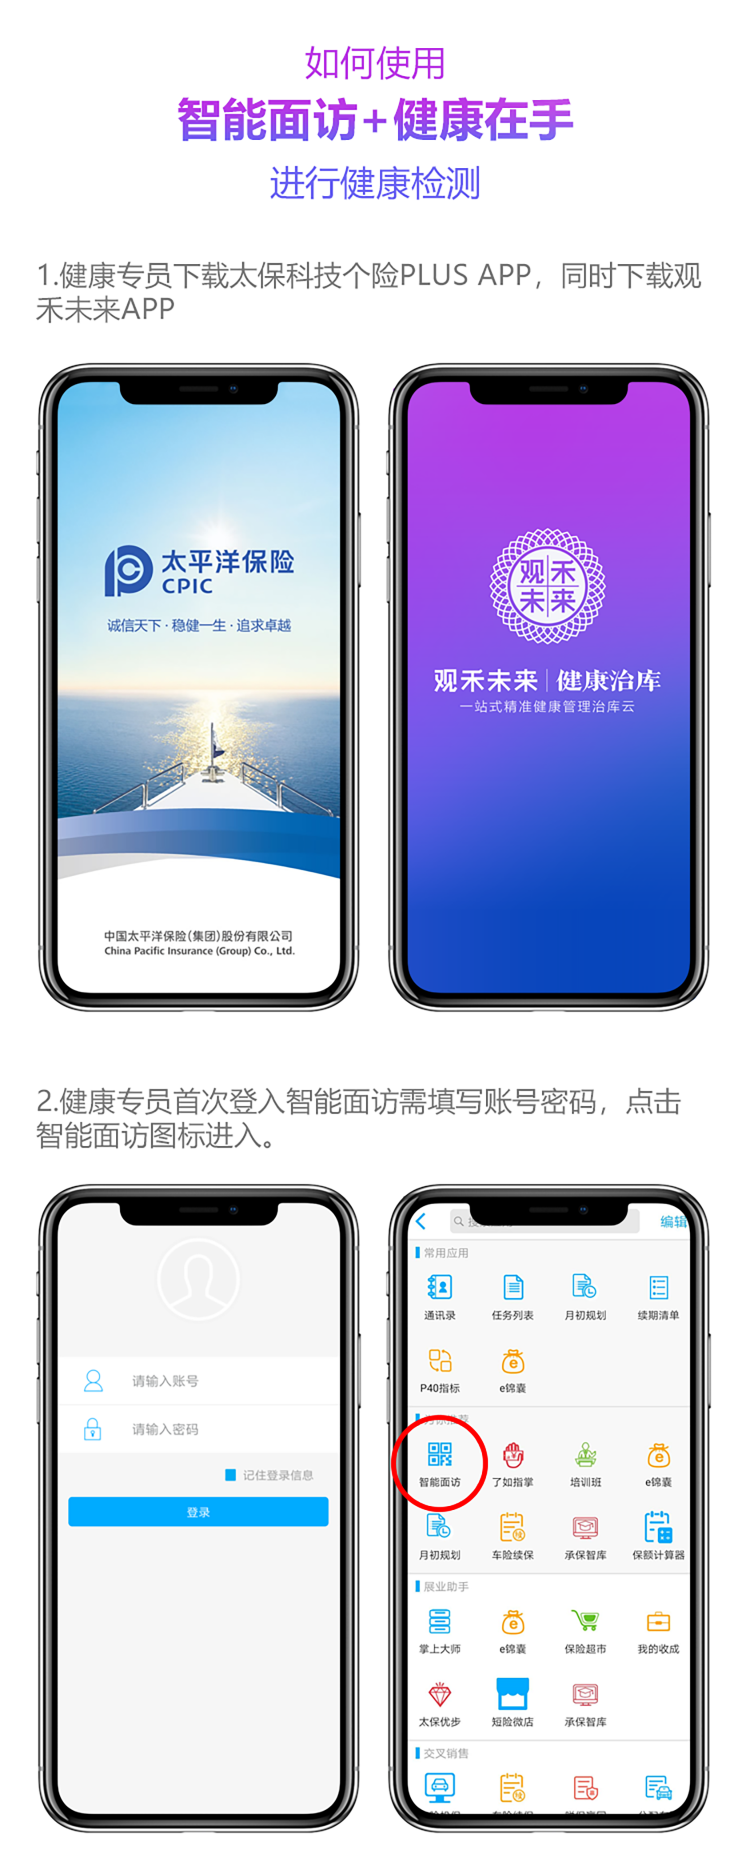 如何使用
智能面访+健康在手
进行健康检测
1.健康专员下载太保科技个险PLUS APP，同时下载观
禾未来APP
太平洋保险
CPIC
诚信天下·稳健一生·追求卓越
中国太平洋保险(集团)股份有限公司
China Pacific Insurance (Group) Co., Ltd.
观禾
未来
观禾未来|健康治库
一站式精准健康管理治库云
2.健康专员首次登入智能面访需填写账号密码，点击
智能面访图标进入。
请输入账号
请输入密码
记住登录信息
登录
编辑
常用应用
通讯录 任务列表 月初规划 续期清单
P40指标 e锦囊
智能面访 了如指掌 培训班 e锦囊
月初规划 车险续保 承保智库 保额计算器
展业助手
掌上大师 e锦囊 保险超市 我的收成
太保优步 短险微店 承保智库
交叉销售